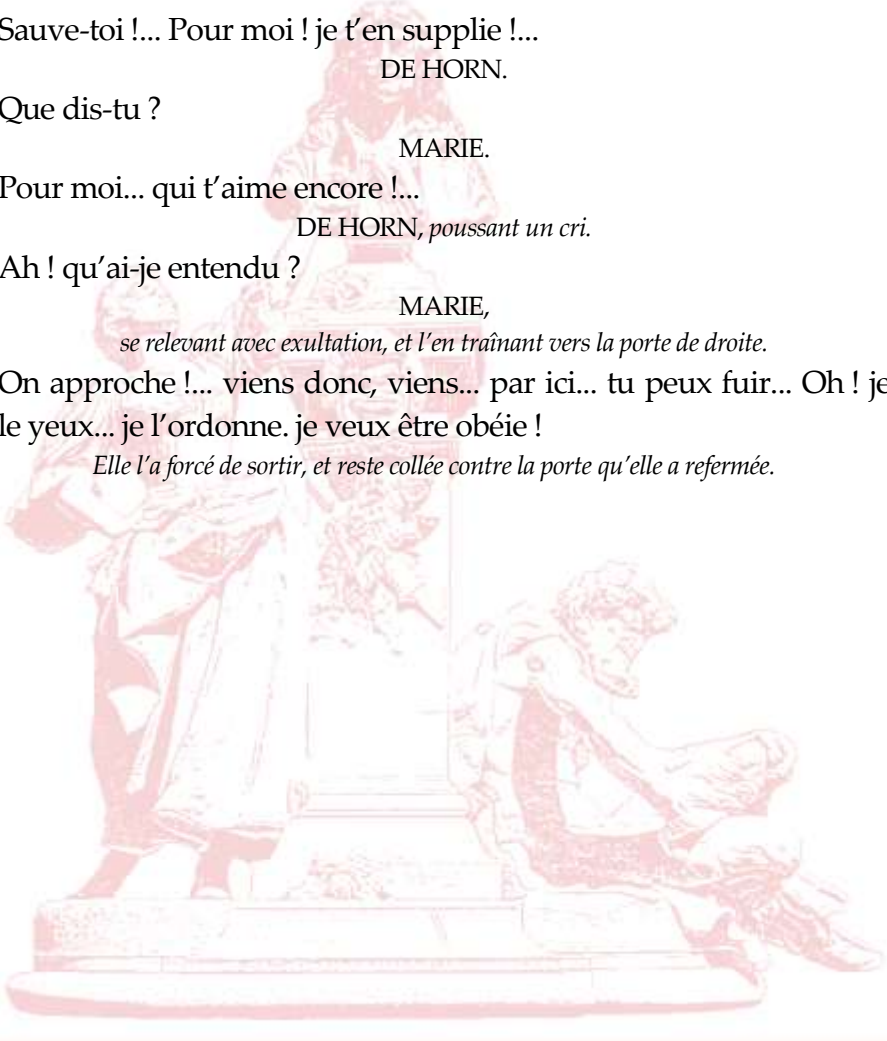 Sauve-toi !... Pour moi ! je t’en supplie !...
DE HORN.
Que dis-tu ?
MARIE.
Pour moi... qui t’aime encore !...
DE HORN, poussant un cri.
Ah ! qu’ai-je entendu ?
MARIE,
se relevant avec exultation, et l’en traînant vers la porte de droite.
On approche !... viens donc, viens... par ici... tu peux fuir... Oh ! je
le yeux... je l’ordonne. je veux être obéie !
Elle l’a forcé de sortir, et reste collée contre la porte qu’elle a refermée.